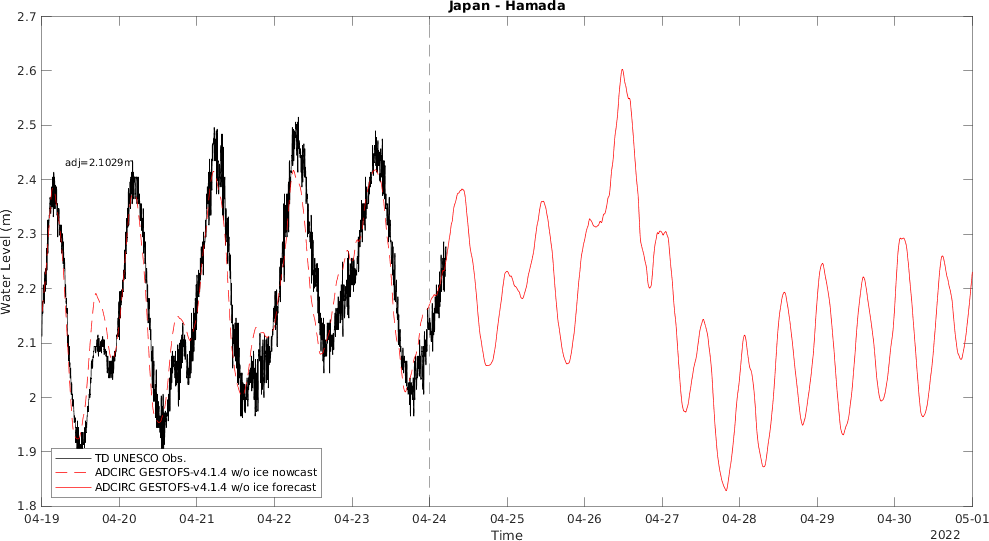 Japan - Hamada
2.7
2.6
2.5
2.4
2.3
2.2
2.1
2
1.9
1.8
Water Level (m)
adj=2.1029m
TD UNESCO Obs.
ADCIRC GESTOFS-v4.1.4 w/o ice nowcast
ADCIRC GESTOFS-v4.1.4 w/o ice forecast
04-19 04-20 04-21 04-22 04-23 04-24 04-25 04-26 04-27 04-28 04-29 04-30 05-01
Time
2022